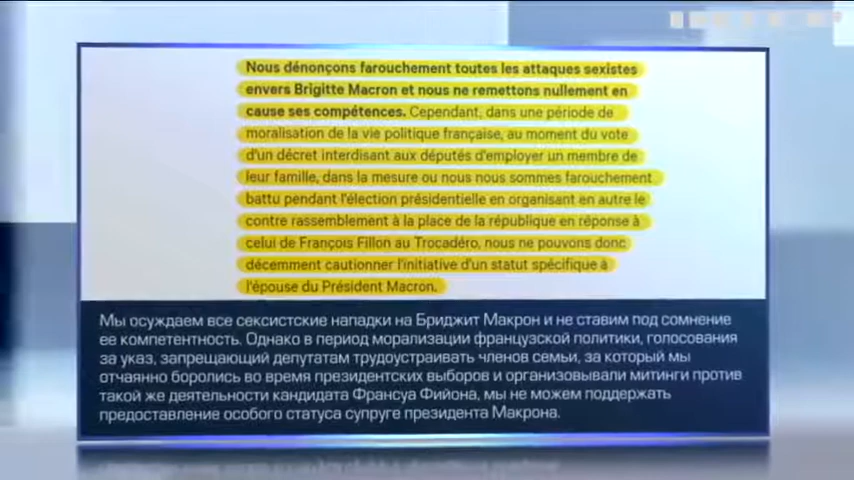 Nous dénonçons farouchement toutes les attaques sexistes
envers Brigitte Macron et nous ne remettons nullement en
cause ses compétences. Cependant, dans une période de
moralisation de la vie politique française, au moment du vote
d'un décret interdisant aux députés d'employer un membre de
leur famille, dans la mesure ou nous nous sommes farouchement
battu pendant l'élection présidentielle en organisant en autre le
contre rassemblement à la place de la république en réponse à
celui de François Fillon au Trocadéro, nous ne pouvons donc
décemment cautionner l'initiative d'un statut spécifique à
l'épouse du Président Macron.
Мы осуждаем все сексистские нападки на Бриджит Макрон и не ставим под сомнение
ее компетентность. Однако в период морализации французской политики, голосования
за указ, запрещающий депутатам трудоустраивать членов семьи, за который мы
отчаянно боролись во время президентских выборов и организовывали митинги против
такой же деятельности кандидата Франсуа Фийона, мы не можем поддержать
предоставление особого статуса супруге президента Макрона.